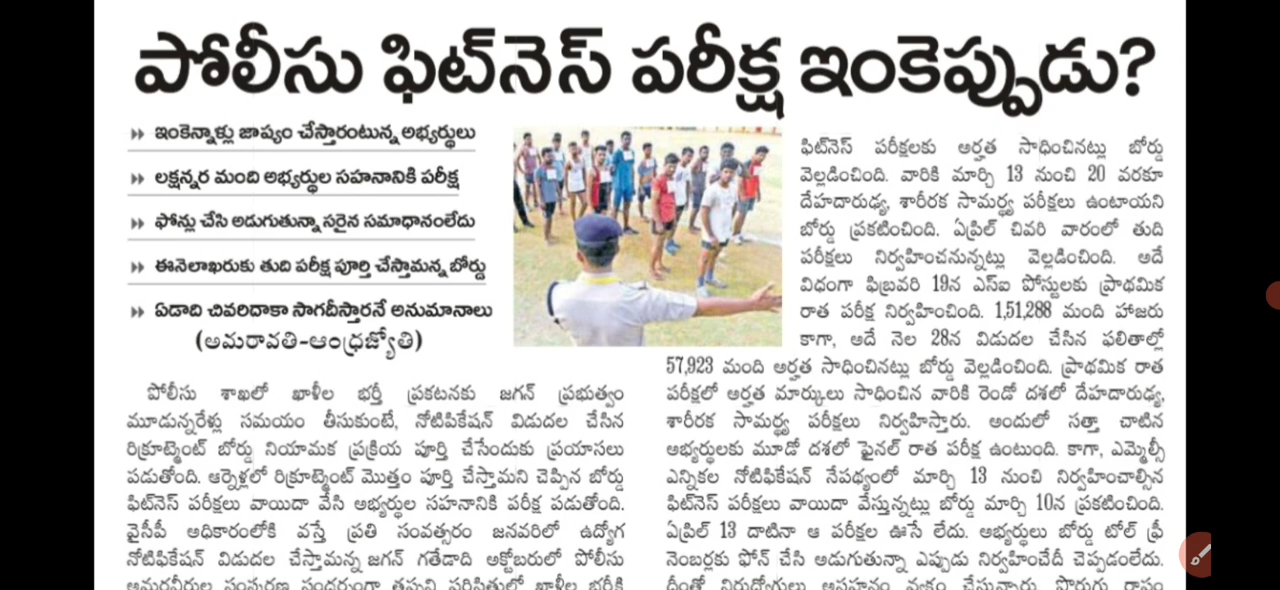 పోలీసు ఫిట్‌నెస్ పరీక్ష ఇంకెప్పుడు?
ఇంకెన్నాళ్లు జాప్యం చేస్తారంటున్న అభ్యర్థులు
లక్షన్నర మంది అభ్యర్థుల సహనానికి పరీక్ష
ఫోన్లు చేసి అడుగుతున్నా సరైన సమాధానంలేదు
ఈనెలాఖరుకు తుది పరీక్ష పూర్తి చేస్తామన్న బోర్డు
ఏడాది చివరిదాకా సాగదీస్తారనే అనుమానాలు
(అమరావతి-ఆంధ్రజ్యోతి)
పోలీసు శాఖలో ఖాళీల భర్తీ ప్రకటనకు జగన్ ప్రభుత్వం
మూడున్నరేళ్లు సమయం తీసుకుంటే, నోటిఫికేషన్ విడుదల చేసిన
రిక్రూట్మెంట్ బోర్డు నియామక ప్రక్రియ పూర్తి చేసేందుకు ప్రయాసలు
పడుతోంది. ఆర్నెళ్లలో రిక్రూట్మెంట్ మొత్తం పూర్తి చేస్తామని చెప్పిన బోర్డు
ఫిట్‌నెస్ పరీక్షలు వాయిదా వేసి అభ్యర్థుల సహనానికి పరీక్ష పడుతోంది.
వైసీపీ అధికారంలోకి వస్తే ప్రతి సంవత్సరం జనవరిలో ఉద్యోగ
నోటిఫికేషన్ విడుదల చేస్తామన్న జగన్ గతేడాది అక్టోబరులో పోలీసు
ఫిట్‌నెస్ పరీక్షలకు అర్హత సాధించినట్లు బోర్డు
వెల్లడించింది. వారికి మార్చి 13 నుంచి 20 వరకూ
దేహదారుఢ్య, శారీరక సామర్థ్య పరీక్షలు ఉంటాయని
బోర్డు ప్రకటించింది. ఏప్రిల్ చివరి వారంలో తుది
పరీక్షలు నిర్వహించనున్నట్లు వెల్లడించింది. అదే
విధంగా ఫిబ్రవరి 19న ఎస్ఐ పోస్టులకు ప్రాథమిక
రాత పరీక్ష నిర్వహించింది. 1,51,288 మంది హాజరు
కాగా, అదే నెల 28న విడుదల చేసిన ఫలితాల్లో
57,923 మంది అర్హత సాధించినట్లు బోర్డు వెల్లడించింది. ప్రాథమిక రాత
పరీక్షలో అర్హత మార్కులు సాధించిన వారికి రెండో దశలో దేహదారుఢ్య,
శారీరక సామర్థ్య పరీక్షలు నిర్వహిస్తారు. అందులో సత్తా చాటిన
అభ్యర్థులకు మూడో దశలో ఫైనల్ రాత పరీక్ష ఉంటుంది. కాగా, ఎమ్మెల్సీ
ఎన్నికల నోటిఫికేషన్ నేపథ్యంలో మార్చి 13 నుంచి నిర్వహించాల్సిన
ఫిట్‌నెస్ పరీక్షలు వాయిదా వేస్తున్నట్లు బోర్డు మార్చి 10న ప్రకటించింది.
ఏప్రిల్ 13 దాటినా ఆ పరీక్షల ఊసే లేదు. అభ్యర్థులు బోర్డు టోల్ ఫ్రీ
నెంబర్లకు ఫోన్ చేసి అడుగుతున్నా ఎప్పుడు నిర్వహించేదీ చెప్పడంలేదు.